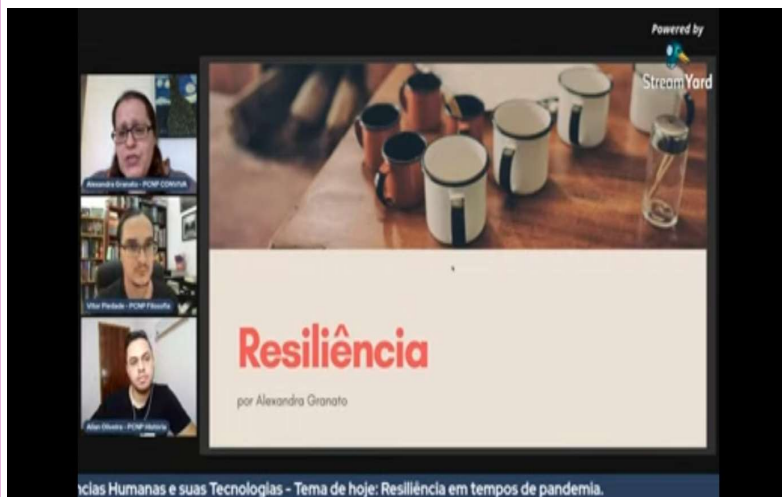 Powered by
StreamYard
Alexandra Granato - PCNP CONVIVA
Vitor Piedade - PCNP Filosofia
Allan Oliveira - PCNP História
Resiliência
por Alexandra Granato
ncias Humanas e suas Tecnologias - Tema de hoje: Resiliência em tempos de pandemia.